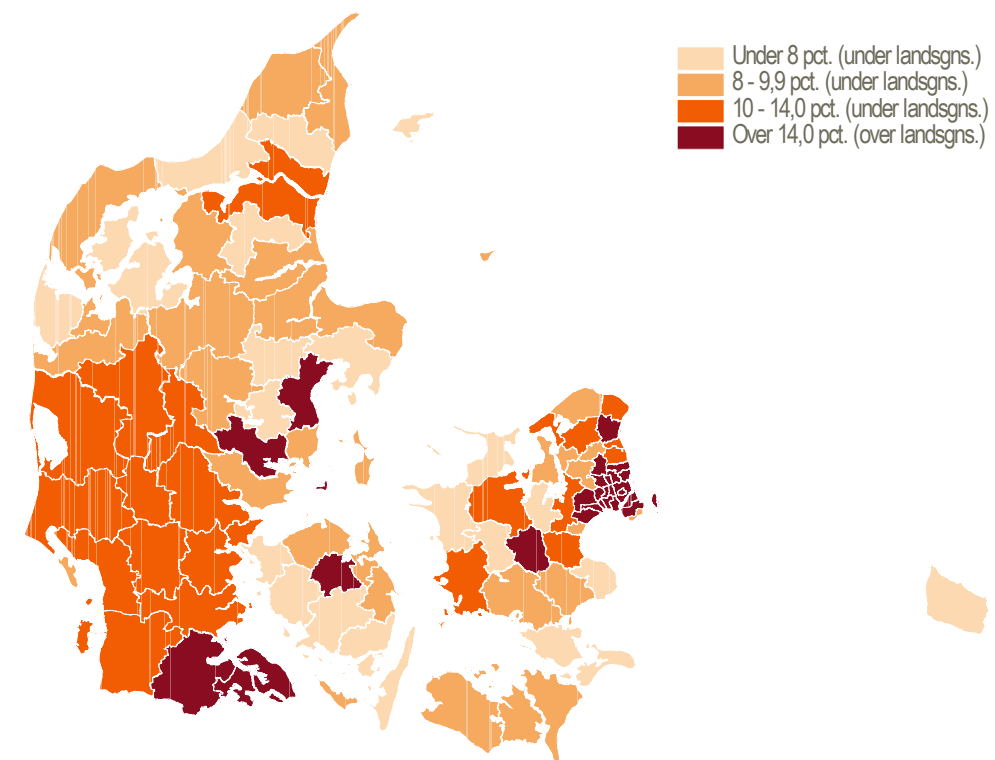 Under 8 pct. (under landsgns.)
8 - 9,9 pct. (under landsgns.)
10 - 14,0 pct. (under landsgns.)
Over 14,0 pct. (over landsgns.)